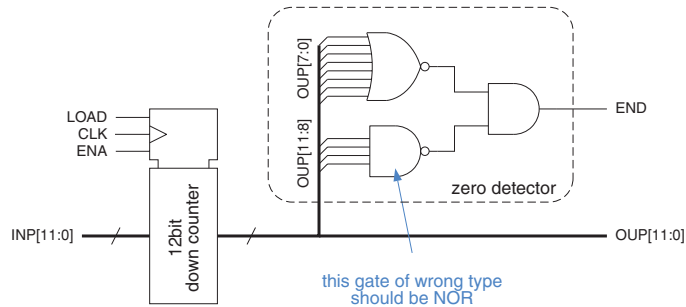 OUP[7:0]
OUP[11:8]
LOAD
CLK
ENA
END
zero detector
12bit
down counter
INP[11:0]
OUP[11:0]
this gate of wrong type
should be NOR